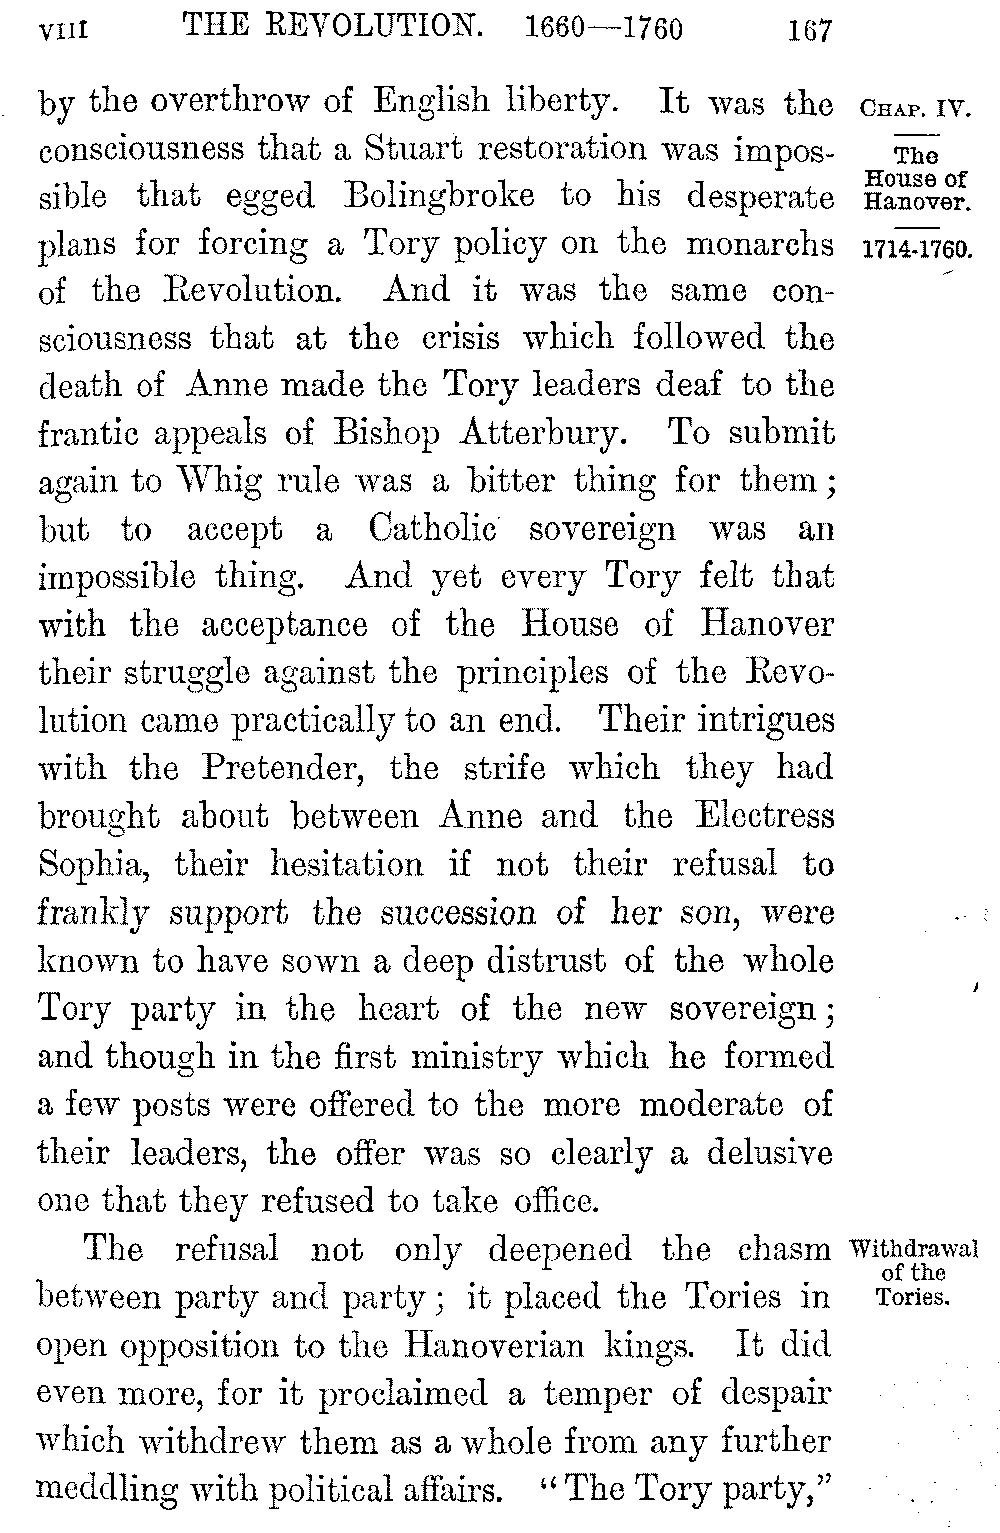 VIII THE REVOLUTION. 1660—1760 167
by the overthrow of English liberty. It was the
consciousness that a Stuart restoration was impos-
sible that egged Bolingbroke to his desperate
plans for forcing a Tory policy on the monarchs
of the Revolution. And it was the same con-
sciousness that at the crisis which followed the
death of Anne made the Tory leaders deaf to the
frantic appeals of Bishop Atterbury. To submit
again to Whig rule was a bitter thing for them;
but to accept a Catholic sovereign was an
impossible thing. And yet every Tory felt that
with the acceptance of the House of Hanover
their struggle against the principles of the Revo-
lution came practically to an end. Their intrigues
with the Pretender, the strife which they had
brought about between Anne and the Electress
Sophia, their hesitation if not their refusal to
frankly support the succession of her son, were
known to have sown a deep distrust of the whole
Tory party in the heart of the new sovereign;
and though in the first ministry which he formed
a few posts were offered to the more moderate of
their leaders, the offer was so clearly a delusive
one that they refused to take office.
The refusal not only deepened the chasm
between party and party; it placed the Tories in
open opposition to the Hanoverian kings. It did
even more, for it proclaimed a temper of despair
which withdrew them as a whole from any further
meddling with political affairs. "The Tory party,"
CHAP. IV.
The
House of
Hanover.
1714-1760.
Withdrawal
of the
Tories.